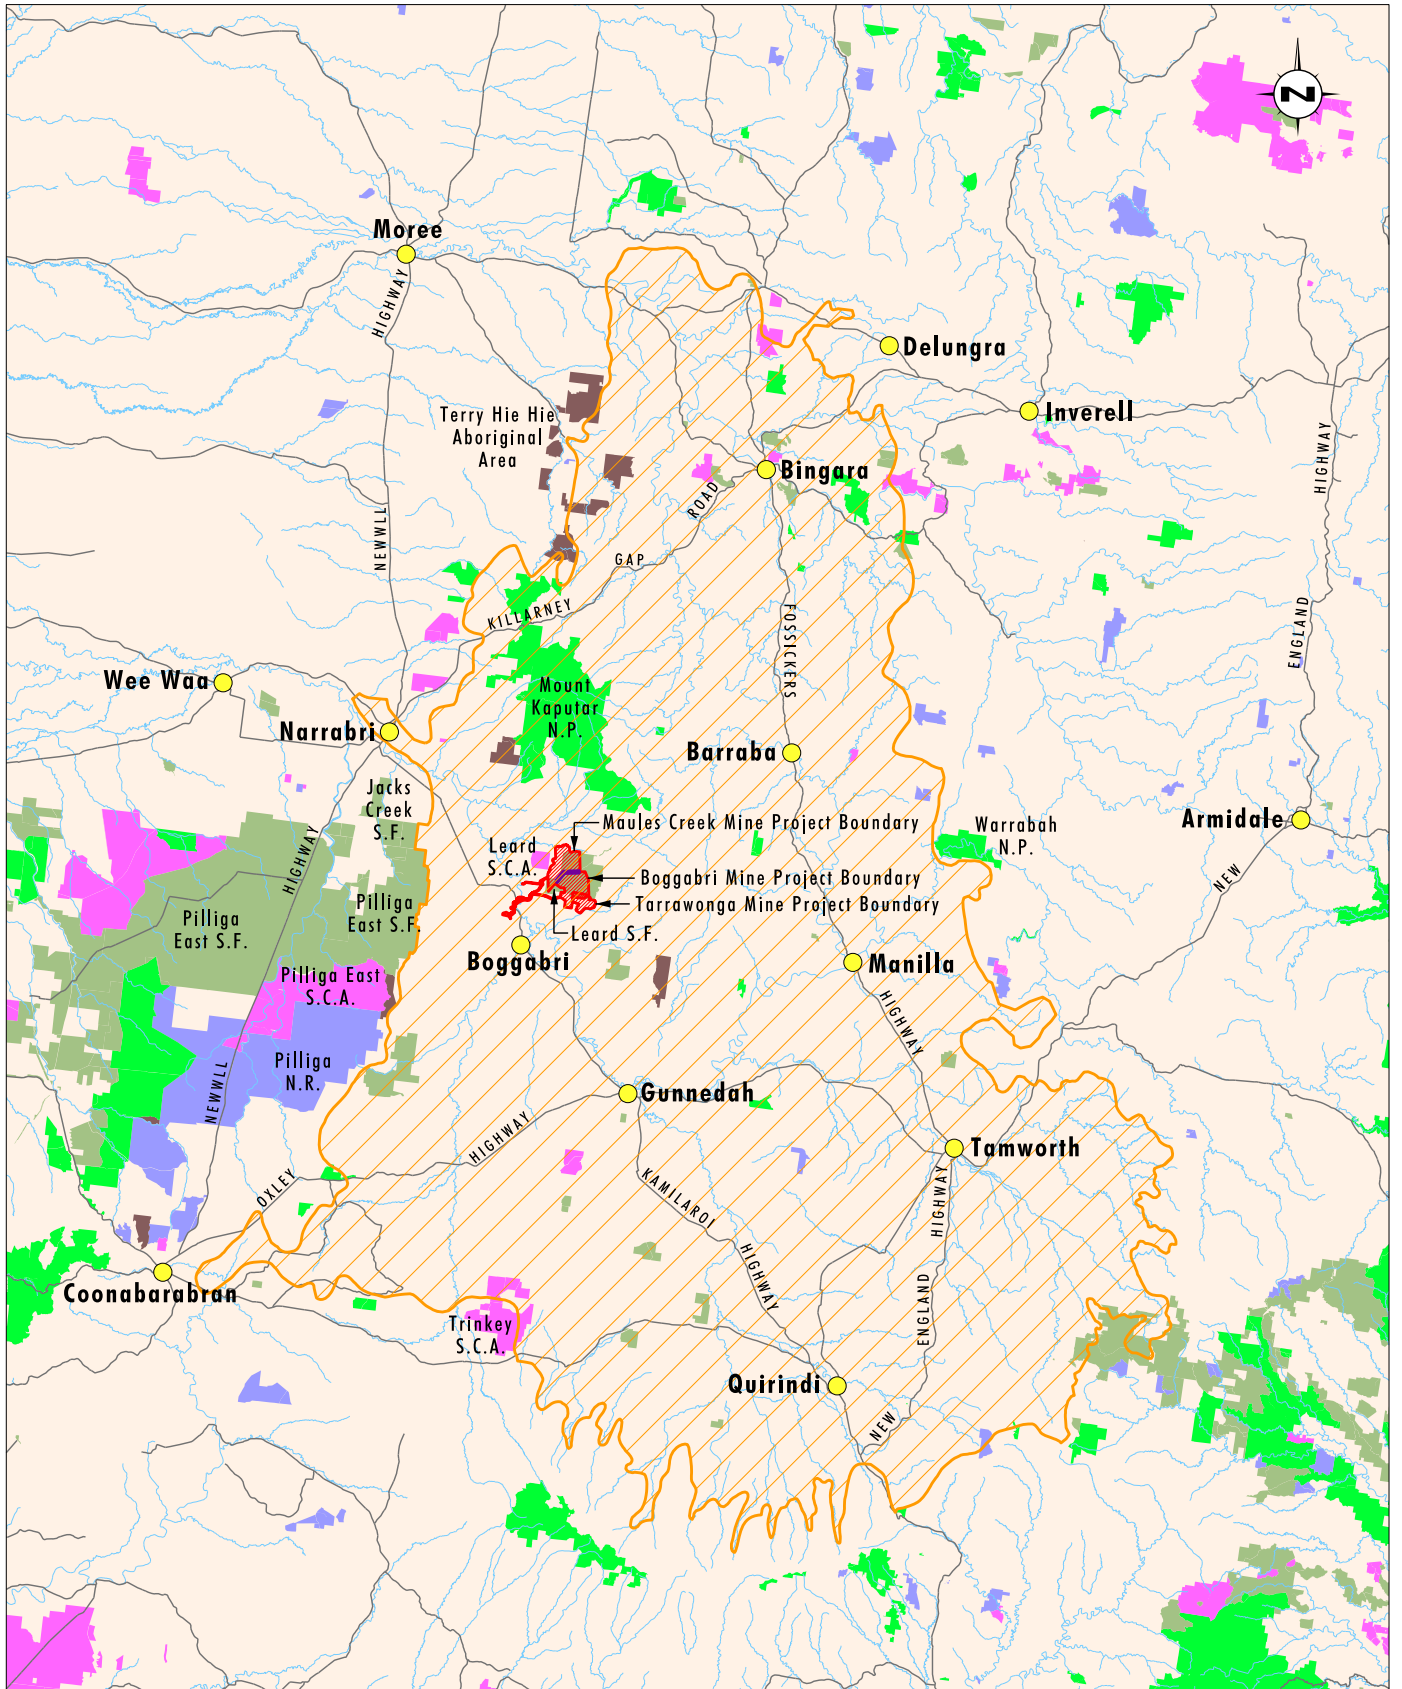 N
Moree
HIGHWAY
Delungra
Terry Hie Hie
Aboriginal
Area
Inverell
HIGHWAY
Bingara
ROAD
NEWWLL
GAP
KILLARNEY
FOSSICKERS
ENGLAND
Wee Waa
Mount
Kaputar
N.P.
Narrabri
Barraba
Jacks
Creek
S.F.
Maules Creek Mine Project Boundary
Warrabah
N.P.
Armidale
HIGHWAY
Leard
S.C.A.
Boggabri Mine Project Boundary
NEW
Pilliga
East S.F.
Pilliga
East S.F.
Tarrawonga Mine Project Boundary
Leard S.F.
Boggabri
Manilla
Pilliga East
S.C.A.
HIGHWAY
Pilliga
N.R.
NEWWLL
Gunnedah
HIGHWAY
Tamworth
OXLEY
KAMILAROI
HIGHWAY
HIGHWAY
Coonabarabran
ENGLAND
Trinkey
S.C.A.
Quirindi
NEW